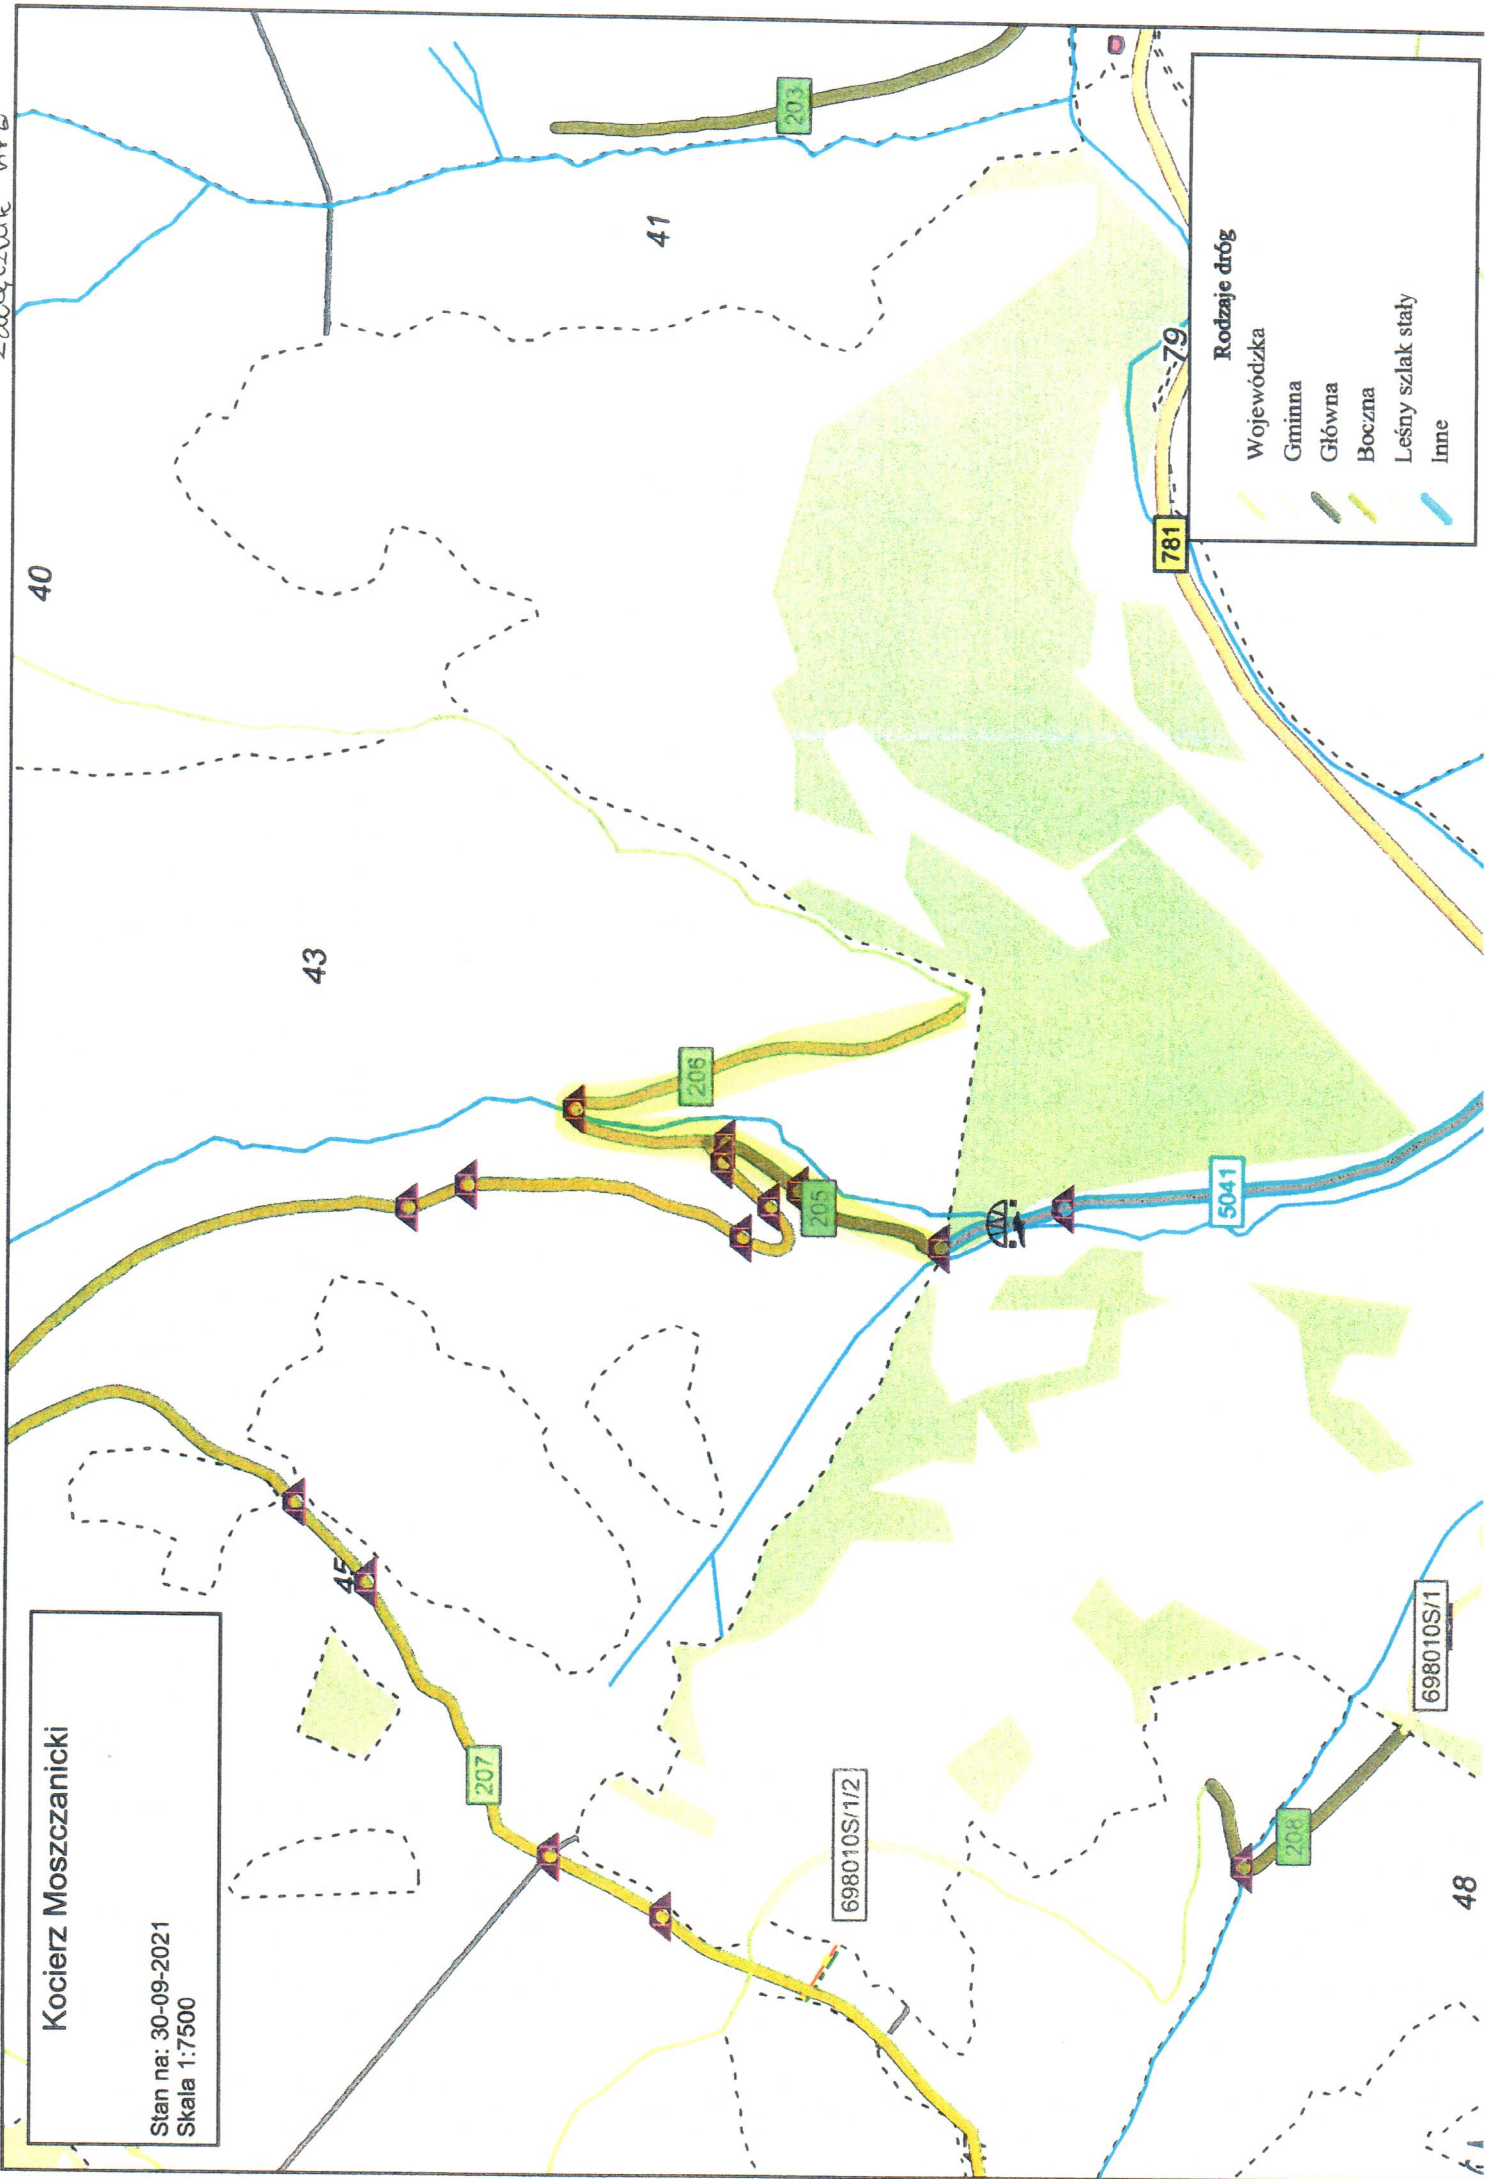 Kocierz Moszczanicki
Stan na: 30-09-2021
Skala 1:7500
40
41
43
45
48
79
203
205
206
207
208
781
5041
698010S/1/2
698010S/1
Rodzaje dróg
Wojewódzka
Gminna
Główna
Boczna
Leśny szlak stały
Inne